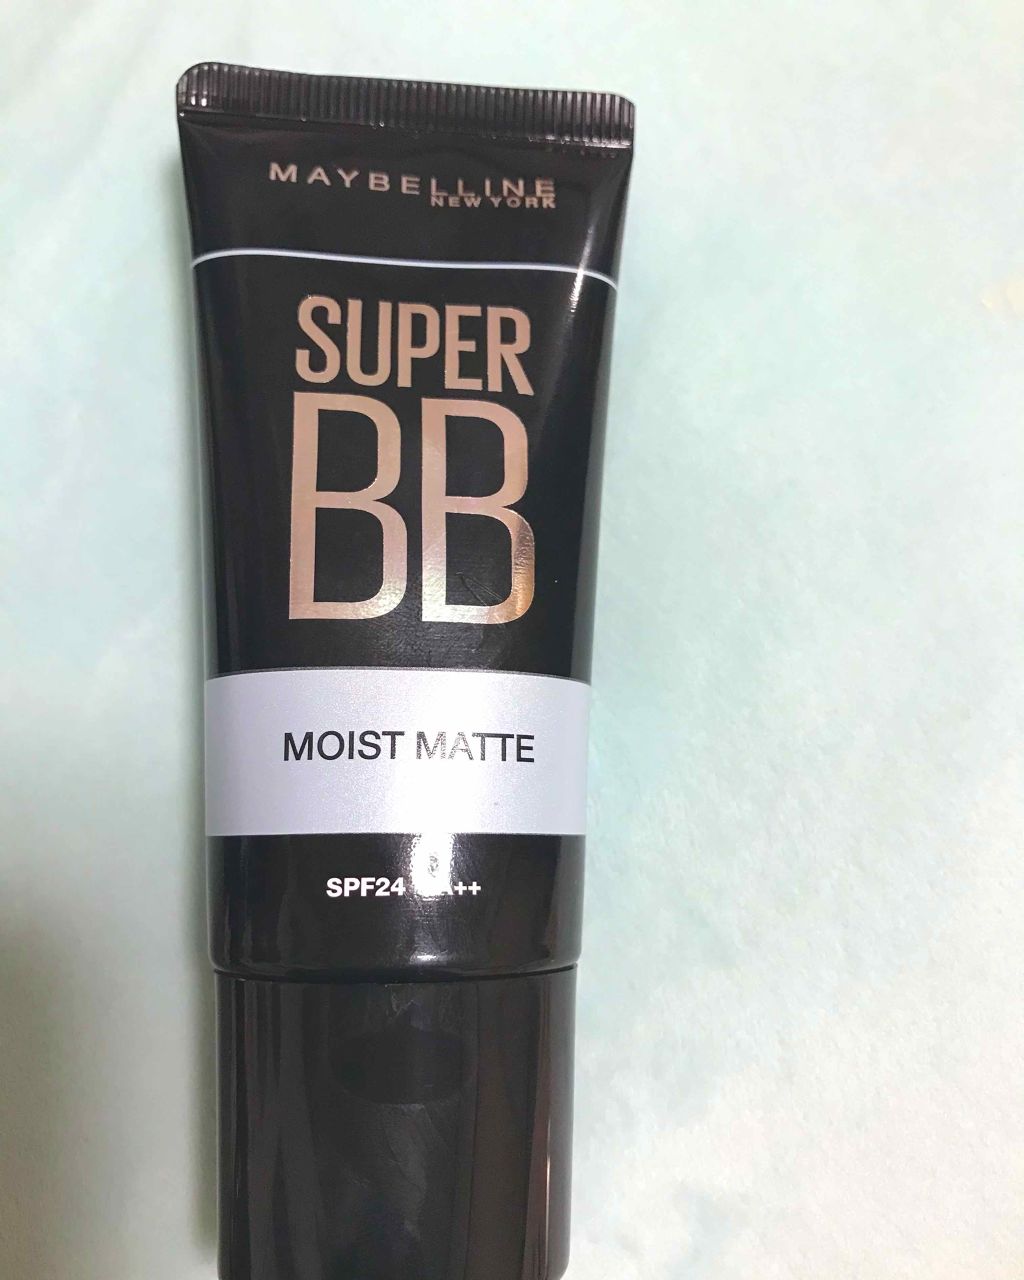 MAYBELLINE
NEW YORK
SUPER
BB
MOIST MATTE
SPF24